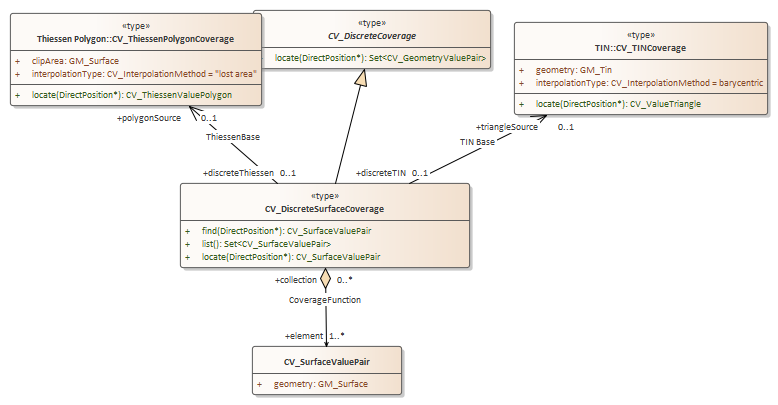 «type»
Thiessen Polygon::CV_ThiessenPolygonCoverage
+ clipArea: GM_Surface
+ interpolationType: CV_InterpolationMethod = "lost area"
+ locate(DirectPosition*): CV_ThiessenValuePolygon
«type»
CV_DiscreteCoverage
locate(DirectPosition*): Set<CV_GeometryValuePair>
«type»
TIN::CV_TINCoverage
+ geometry: GM_Tin
+ interpolationType: CV_InterpolationMethod = barycentric
+ locate(DirectPosition*): CV_ValueTriangle
+polygonSource 0..1
ThiessenBase
+discreteThiessen 0..1
+triangleSource 0..1
TIN Base
+discreteTIN 0..1
«type»
CV_DiscreteSurfaceCoverage
+ find(DirectPosition*): CV_SurfaceValuePair
+ list(): Set<CV_SurfaceValuePair>
+ locate(DirectPosition*): CV_SurfaceValuePair
+collection 0..*
CoverageFunction
+element 1..*
CV_SurfaceValuePair
+ geometry: GM_Surface